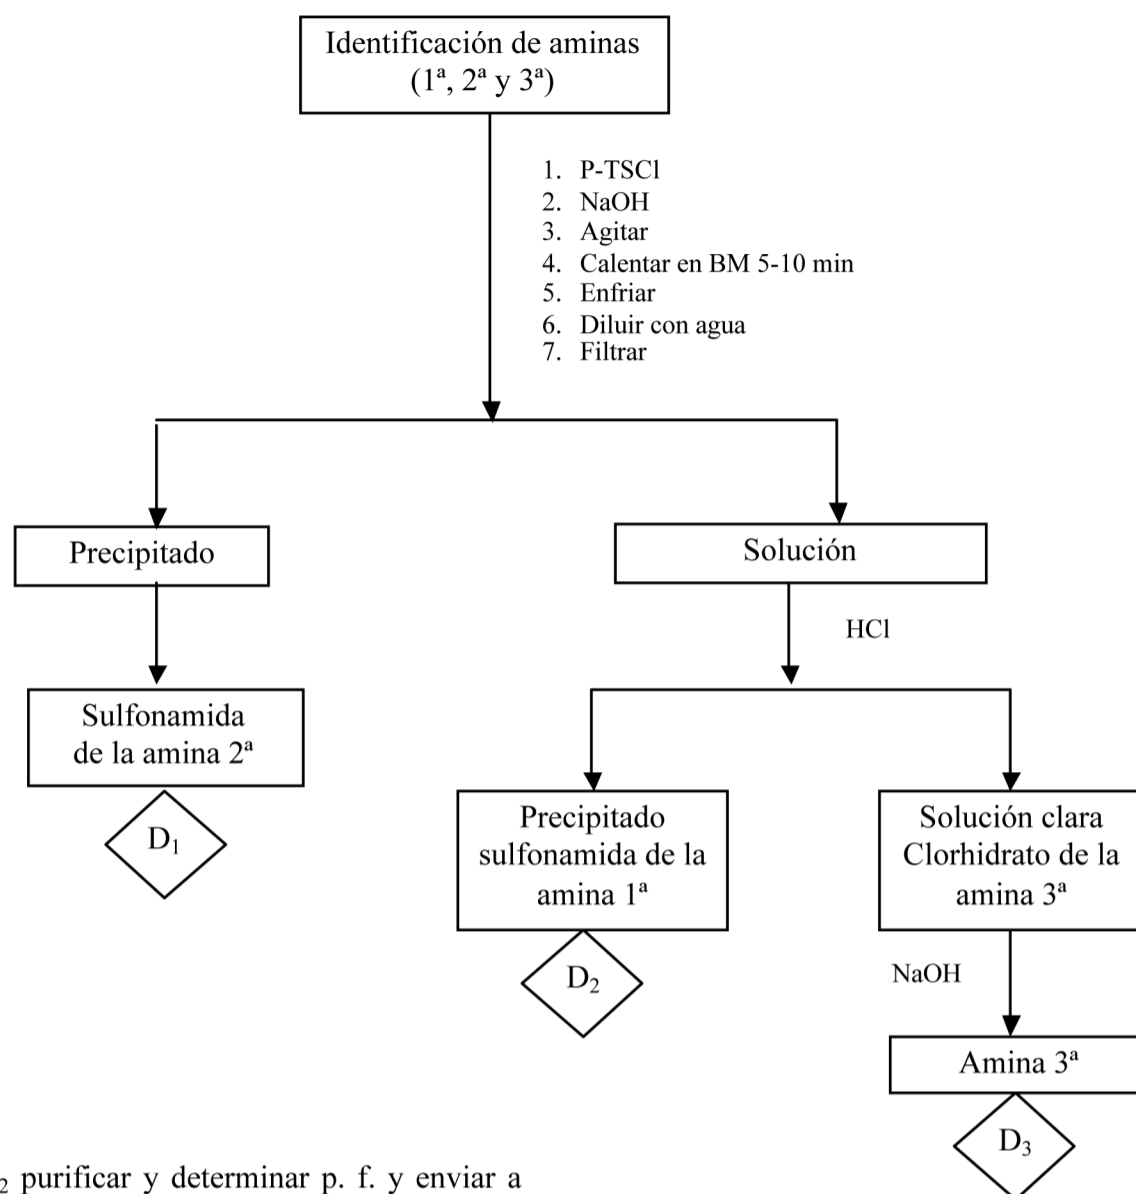 Identificación de aminas
(1ª, 2ª y 3ª)
1. P-TSCl
2. NaOH
3. Agitar
4. Calentar en BM 5-10 min
5. Enfriar
6. Diluir con agua
7. Filtrar
Precipitado
Solución
HCl
Sulfonamida
de la amina 2ª
D₁
Precipitado
sulfonamida de la
amina 1ª
D₂
Solución clara
Clorhidrato de la
amina 3ª
NaOH
Amina 3ª
D₃
₂ purificar y determinar p. f. y enviar a